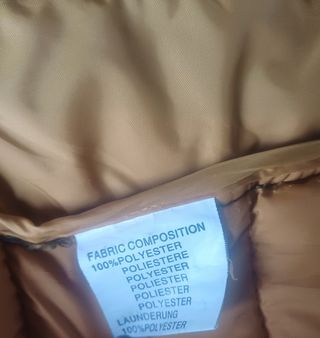 FABRIC COMPOSITION
100%POLYESTER
POLIESTERE
POLYESTER
POLIESTER
POLIESTER
POLYESTER
LAUNDERUNG
100%POLYESTER